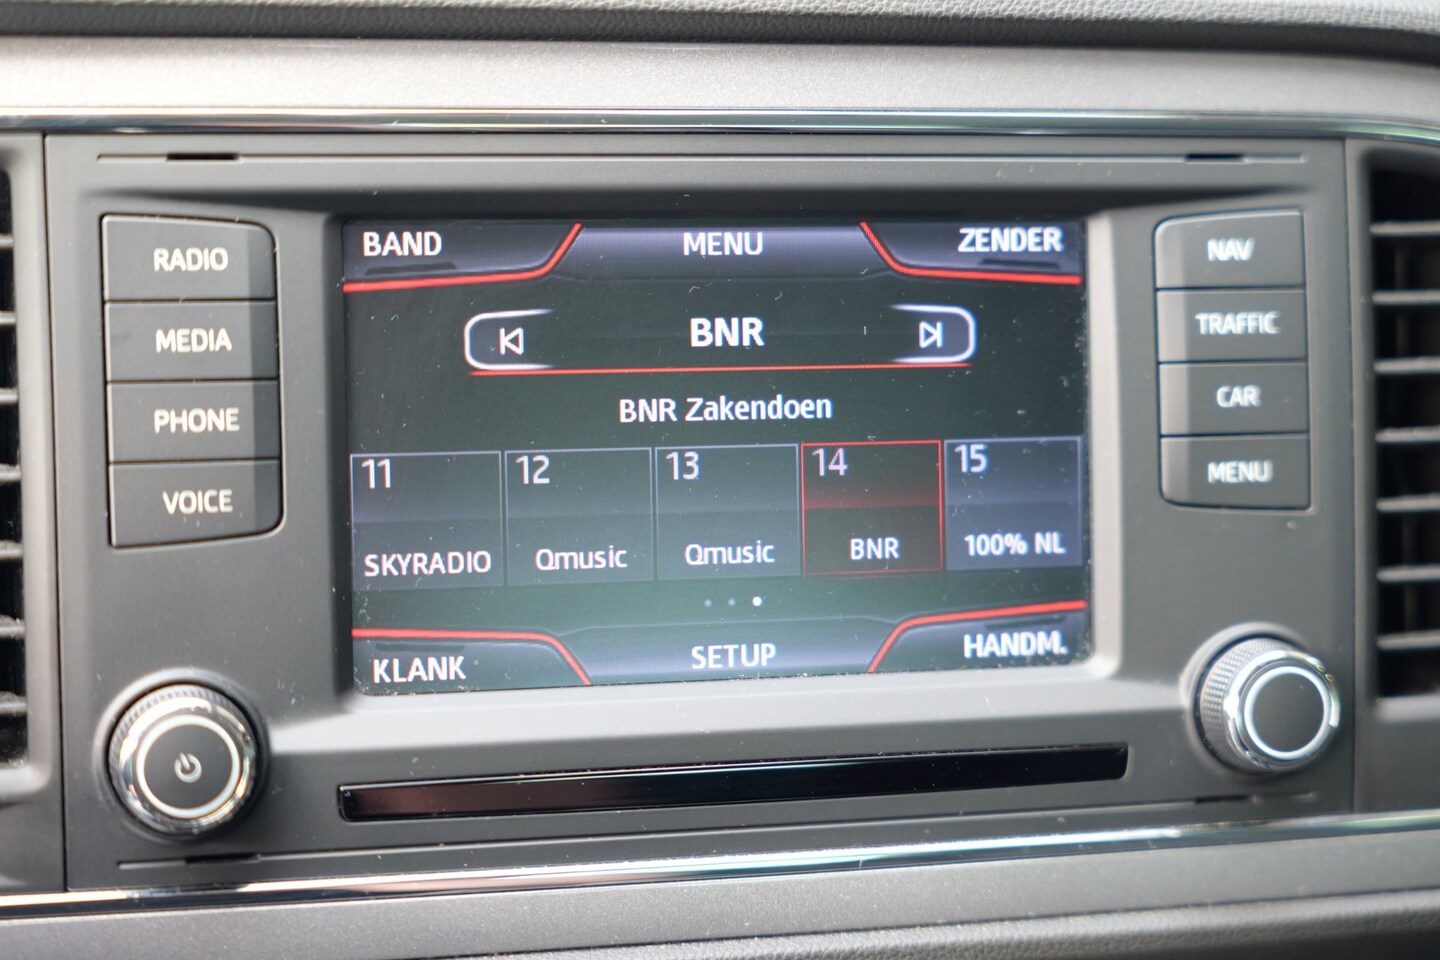 BAND MENU ZENDER
RADIO
MEDIA
PHONE
VOICE
BNR
BNR Zakendoen
11 12 13 14 15
SKYRADIO Qmusic Qmusic BNR 100% NL
KLANK SETUP HANDM.
NAV
TRAFFIC
CAR
MENU